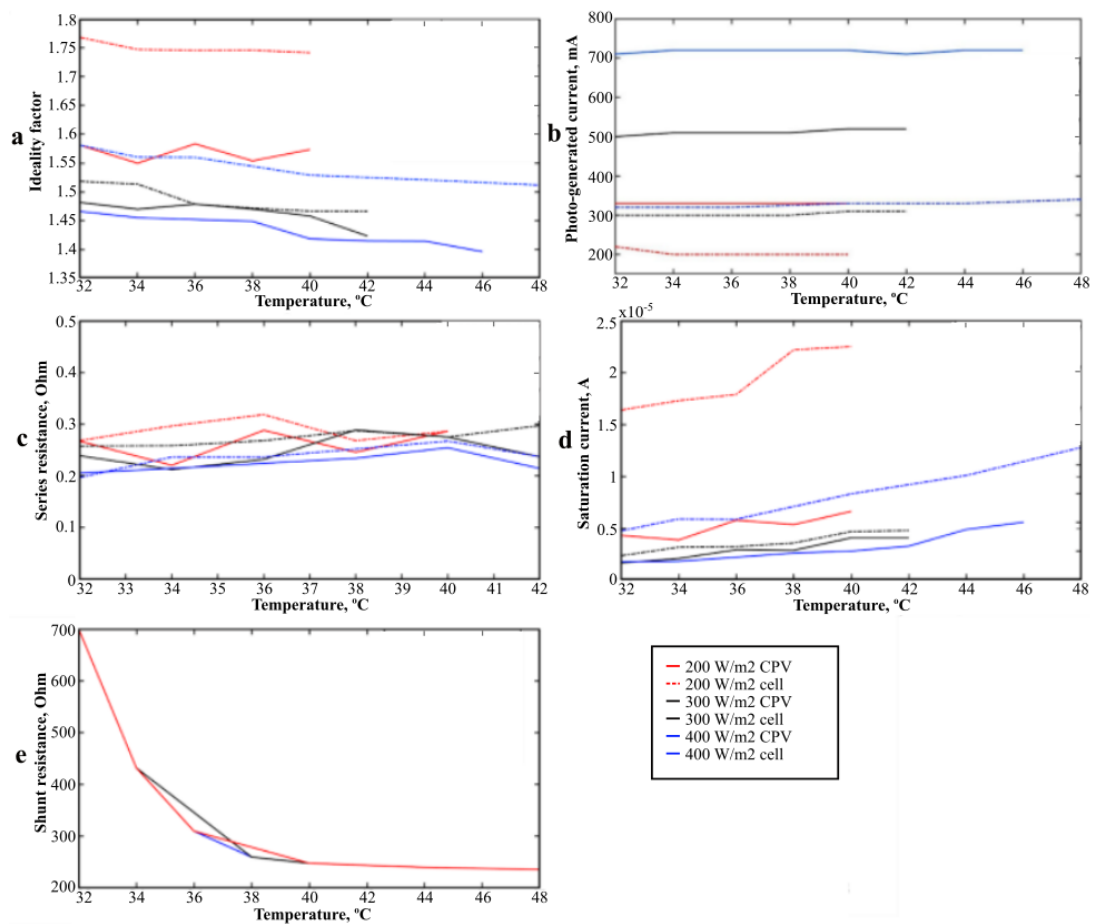 a
Ideality factor
1.8
1.75
1.7
1.65
1.6
1.55
1.5
1.45
1.4
1.35
32 34 36 38 40 42 44 46 48
Temperature, ºC
b
Photo-generated current, mA
800
700
600
500
400
300
200
32 34 36 38 40 42 44 46 48
Temperature, ºC
c
Series resistance, Ohm
0.5
0.4
0.3
0.2
0.1
0
32 33 34 35 36 37 38 39 40 41 42
Temperature, ºC
d
Saturation current, A
x10-5
2.5
2
1.5
1
0.5
0
32 34 36 38 40 42 44 46 48
Temperature, ºC
e
Shunt resistance, Ohm
700
600
500
400
300
200
32 34 36 38 40 42 44 46 48
Temperature, ºC
200 W/m2 CPV
200 W/m2 cell
300 W/m2 CPV
300 W/m2 cell
400 W/m2 CPV
400 W/m2 cell